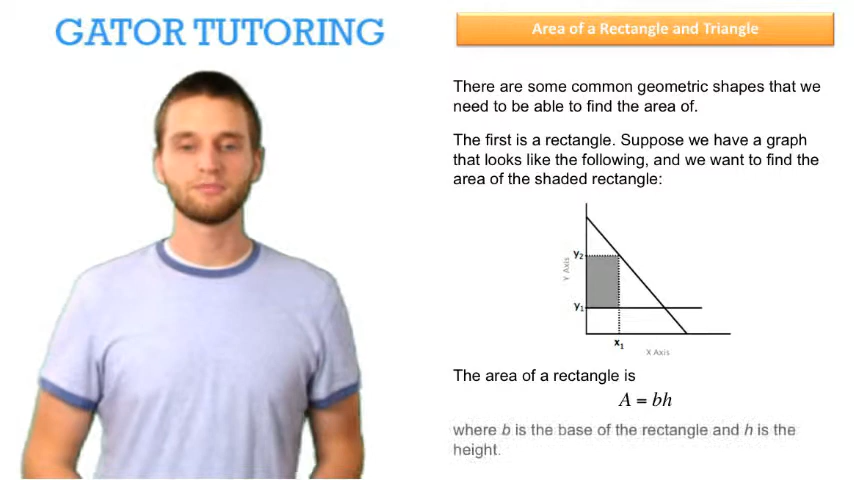 GATOR TUTORING
Area of a Rectangle and Triangle
There are some common geometric shapes that we
need to be able to find the area of.
The first is a rectangle. Suppose we have a graph
that looks like the following, and we want to find the
area of the shaded rectangle:
y₂
Y Axis
y₁
x₁
X Axis
The area of a rectangle is
A = bh
where b is the base of the rectangle and h is the
height.